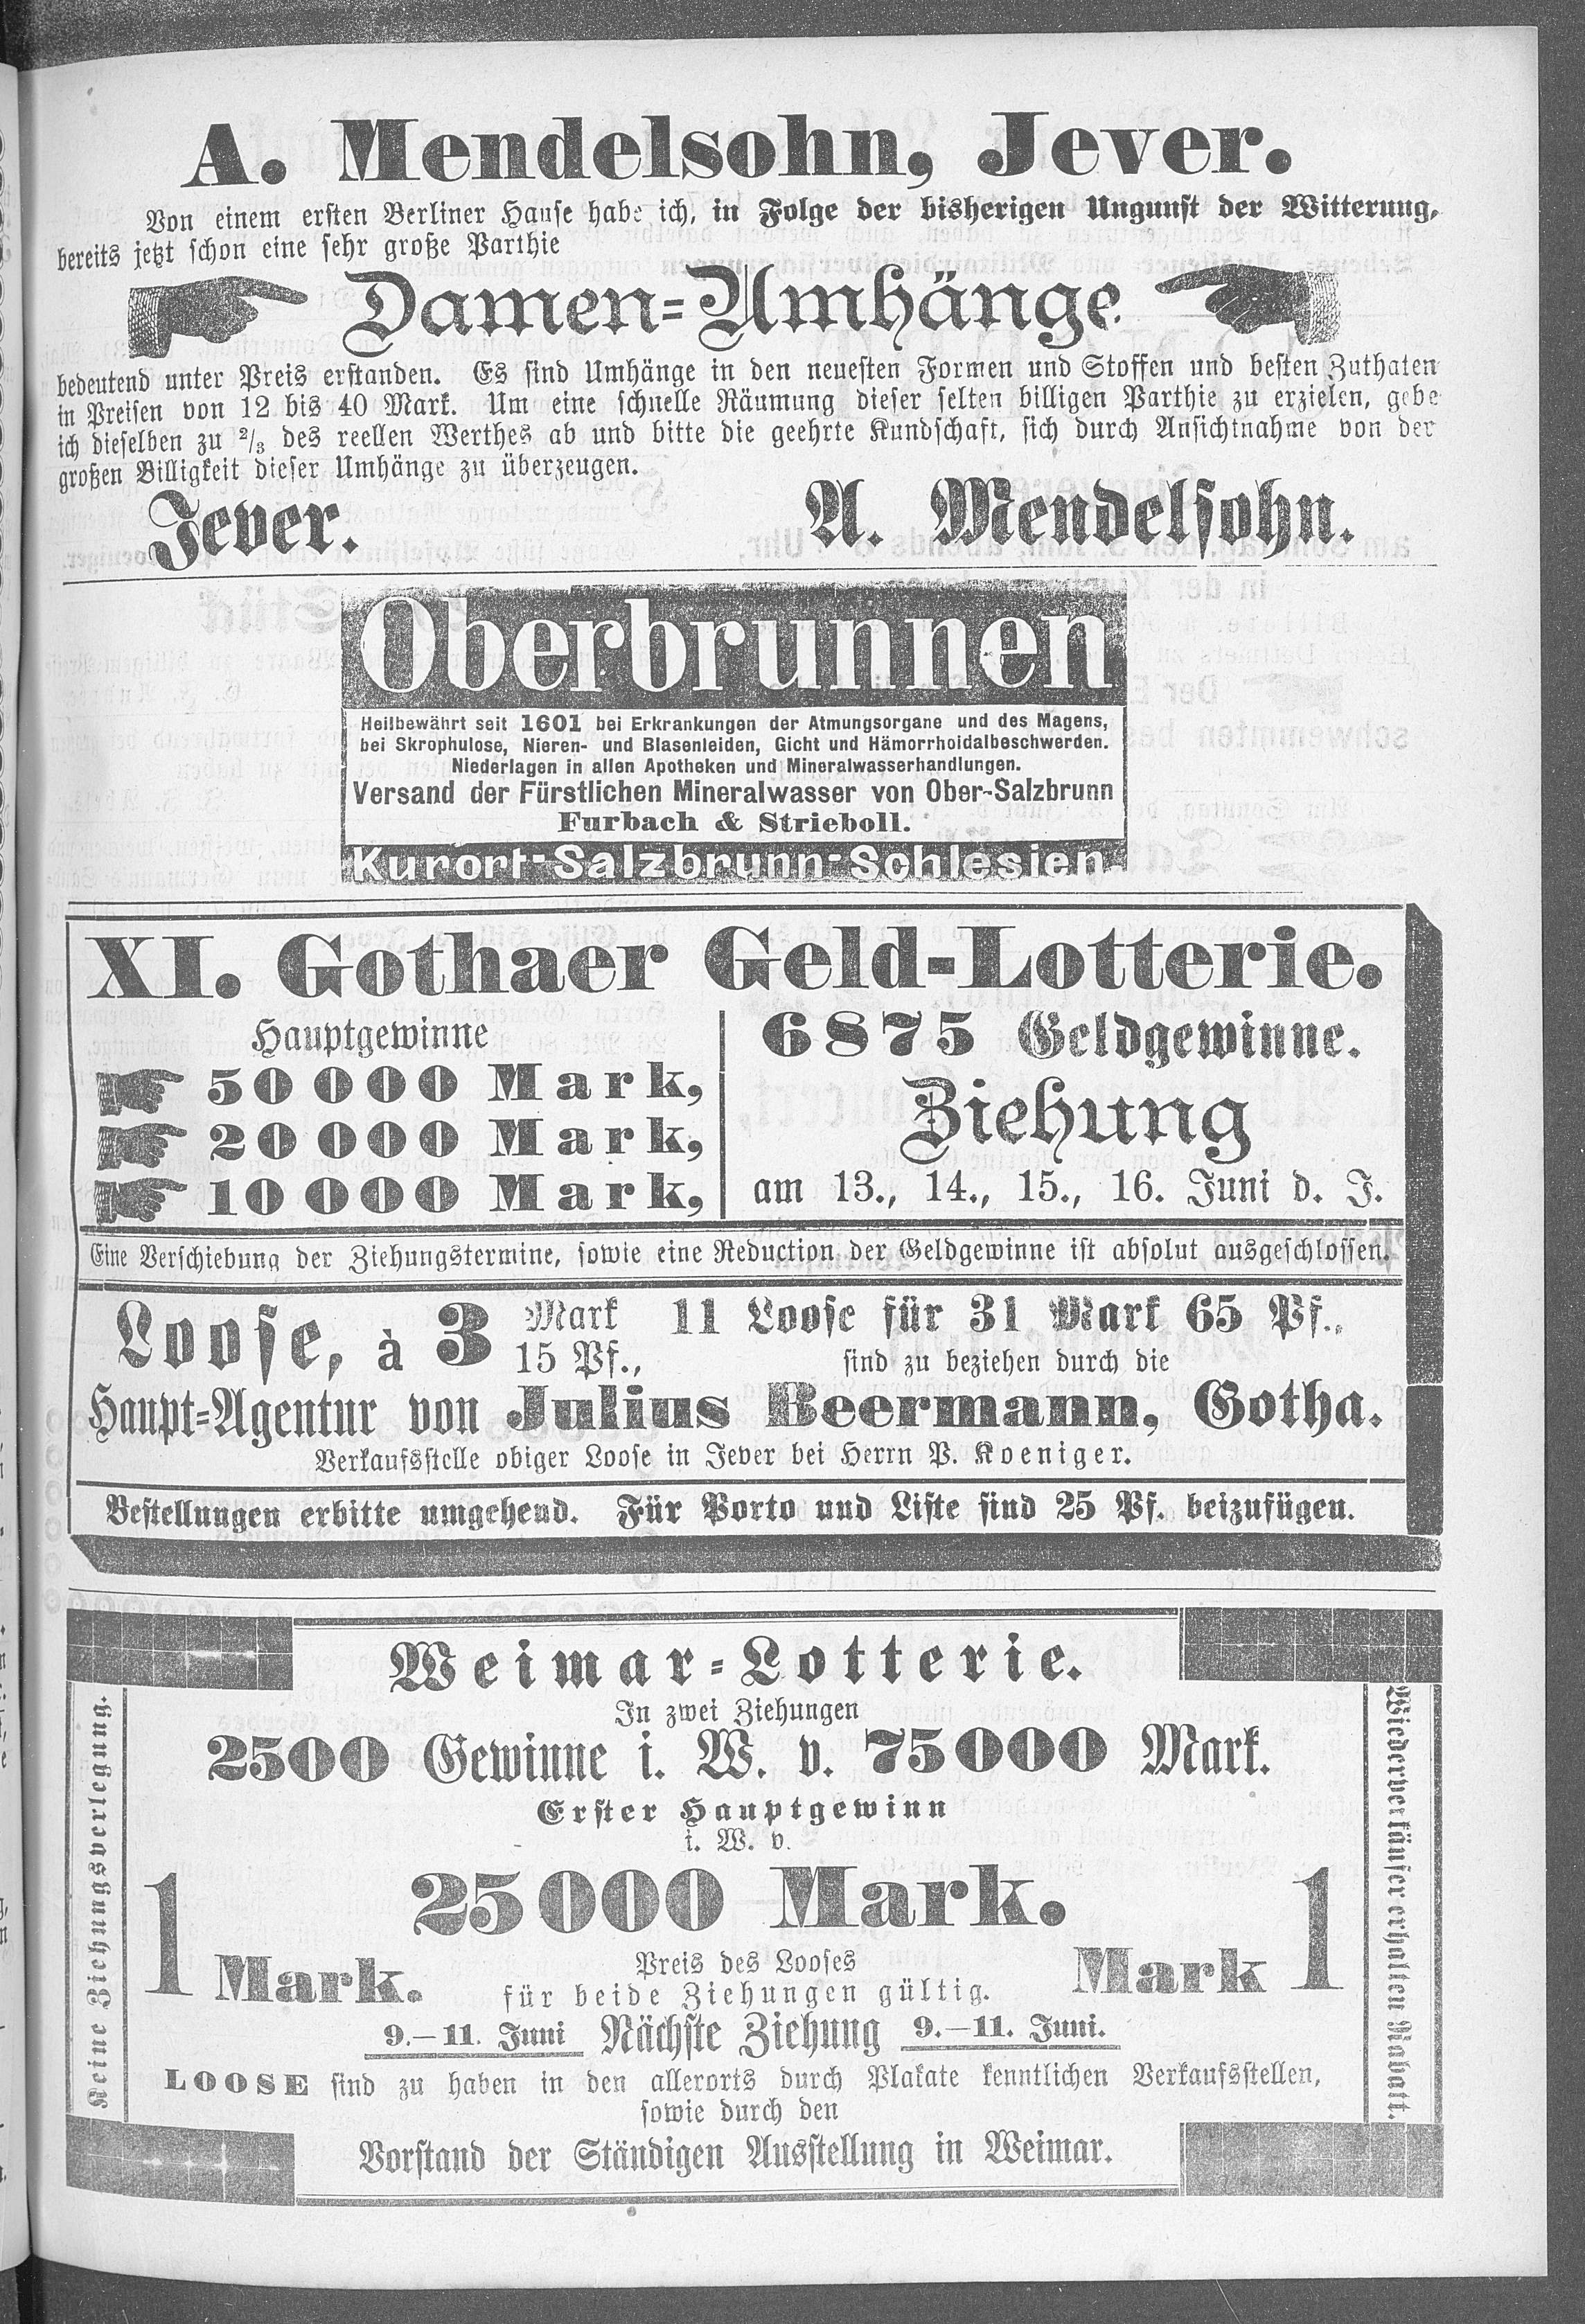 A. Mendelsohn, Jever.
Von einem ersten Berliner Hause habe ich, in Folge der bisherigen Ungunst der Witterung,
bereits jetzt schon eine sehr große Parthie
Damen-Umhänge
bedeutend unter Preis erstanden. Es sind Umhänge in den neuesten Formen und Stoffen und besten Zuthaten
in Preisen von 12 bis 40 Mark. Um eine schnelle Räumung dieser selten billigen Parthie zu erzielen, gebe
ich dieselben zu 2/3 des reellen Werthes ab und bitte die geehrte Kundschaft, sich durch Ansichtnahme von der
großen Billigkeit dieser Umhänge zu überzeugen.
Jever. A. Mendelsohn.
Oberbrunnen
Heilbewährt seit 1601 bei Erkrankungen der Atmungsorgane und des Magens,
bei Skrophulose, Nieren- und Blasenleiden, Gicht und Hämorrhoidalbeschwerden.
Niederlagen in allen Apotheken und Mineralwasserhandlungen.
Versand der Fürstlichen Mineralwasser von Ober-Salzbrunn
Furbach & Strieboll.
Kurort-Salzbrunn-Schlesien.
XI. Gothaer Geld-Lotterie.
Hauptgewinne
50000 Mark,
20000 Mark,
10000 Mark,
6875 Geldgewinne.
Ziehung
am 13., 14., 15., 16. Juni d. J.
Eine Verschiebung der Ziehungstermine, sowie eine Reduction der Geldgewinne ist absolut ausgeschlossen.
Loose, à 3 Mark 15 Pf., 11 Loose für 31 Mark 65 Pf.,
sind zu beziehen durch die
Haupt-Agentur von Julius Beermann, Gotha.
Verkaufsstelle obiger Loose in Jever bei Herrn P. Koeniger.
Bestellungen erbitte umgehend. Für Porto und Liste sind 25 Pf. beizufügen.
Weimar-Lotterie.
In zwei Ziehungen
2500 Gewinne i. W. v. 75000 Mark.
Erster Hauptgewinn
i. W. v.
25000 Mark.
1 Mark.
Preis des Looses
für beide Ziehungen gültig.
Mark 1
9.—11. Juni Nächste Ziehung 9.—11. Juni.
LOOSE sind zu haben in den allerorts durch Plakate kenntlichen Verkaufsstellen,
sowie durch den
Vorstand der Ständigen Ausstellung in Weimar.
Keine Ziehungsverlegung.
Wiederverkäufer erhalten Rabatt.